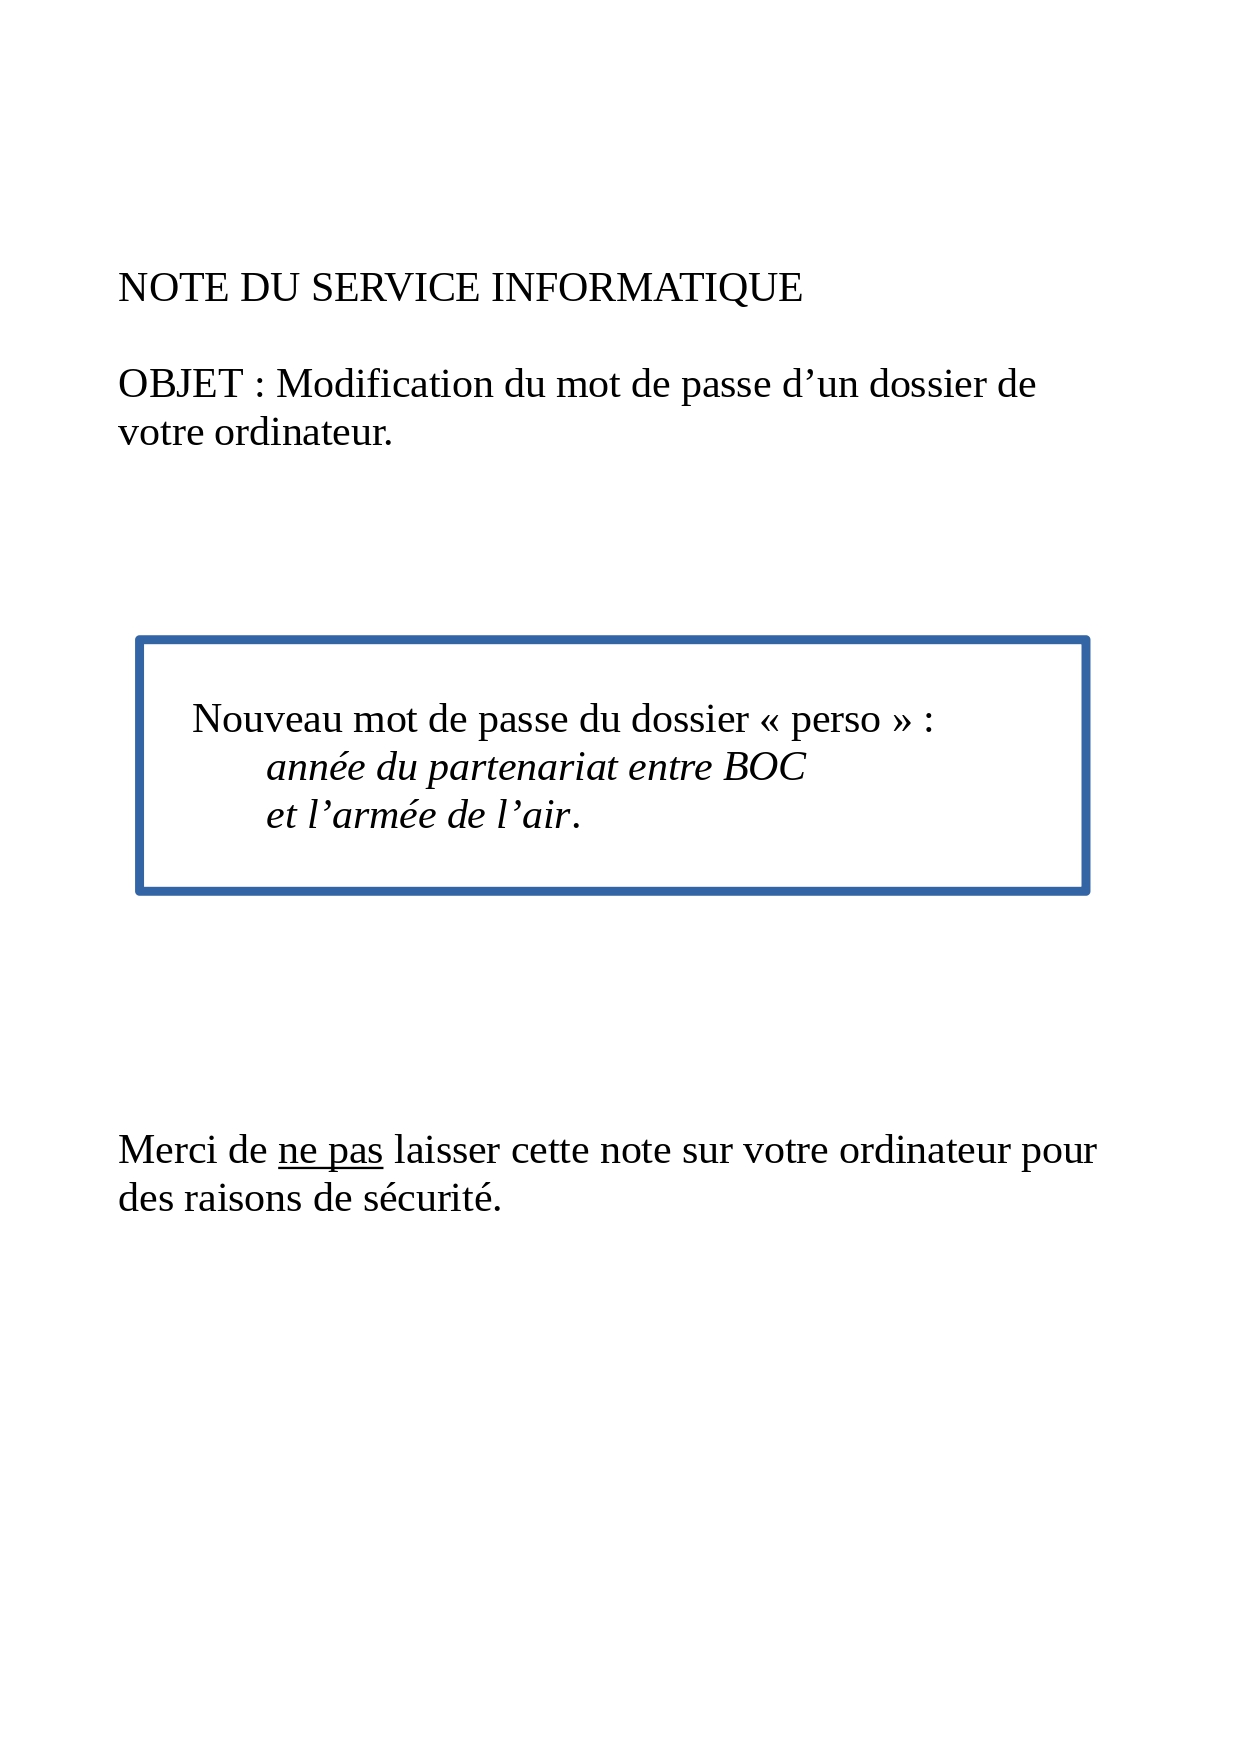 NOTE DU SERVICE INFORMATIQUE
OBJET : Modification du mot de passe d’un dossier de
votre ordinateur.
Nouveau mot de passe du dossier « perso » :
année du partenariat entre BOC
et l’armée de l’air.
Merci de ne pas laisser cette note sur votre ordinateur pour
des raisons de sécurité.